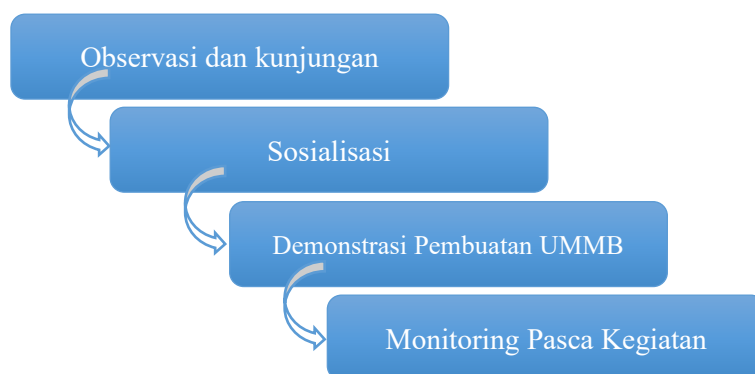 Observasi dan kunjungan
Sosialisasi
Demonstrasi Pembuatan UMMB
Monitoring Pasca Kegiatan